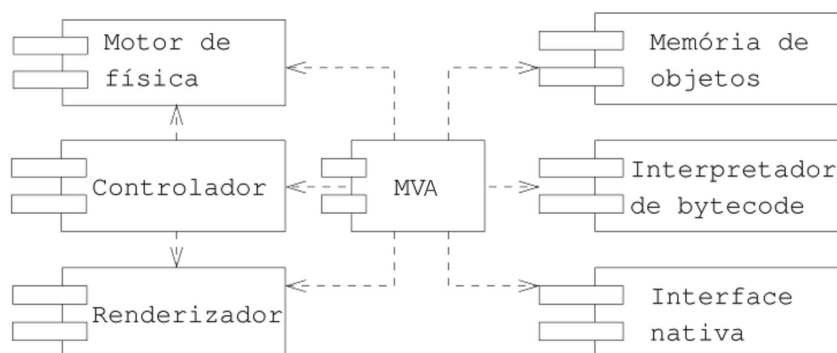 Motor de
física
Memória de
objetos
Controlador
MVA
Interpretador
de bytecode
Renderizador
Interface
nativa